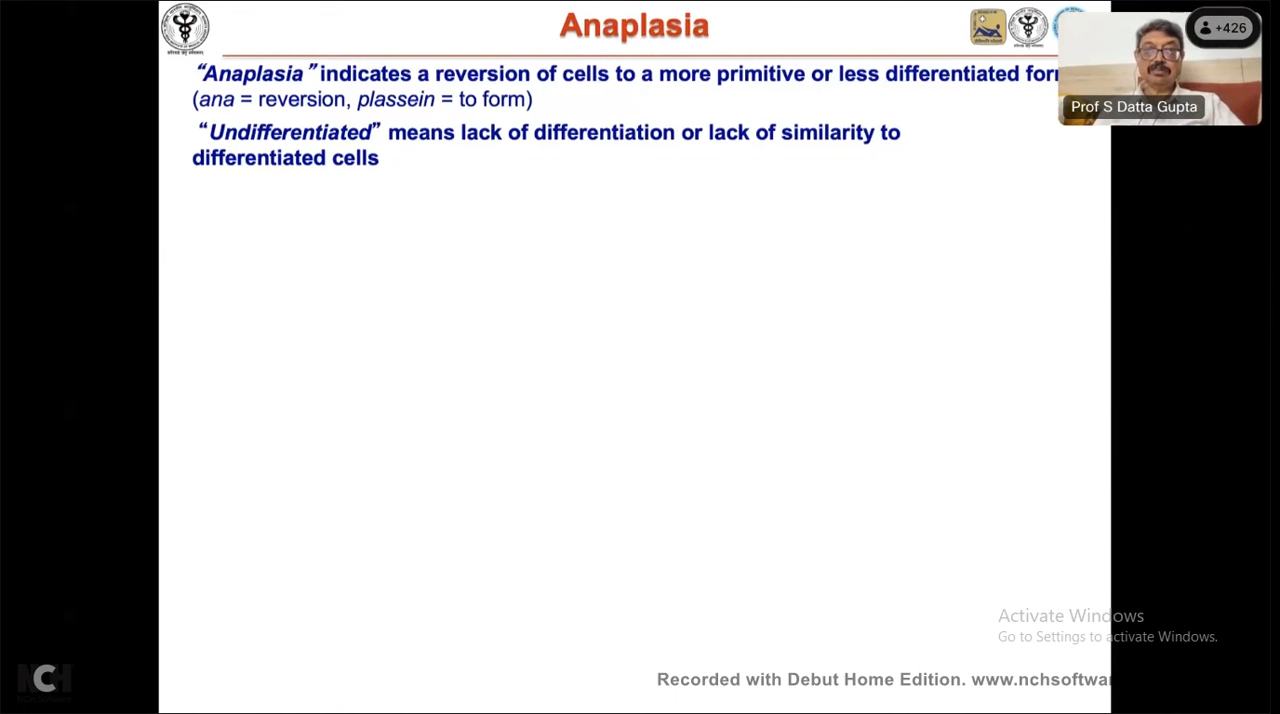 Anaplasia
+426
“Anaplasia” indicates a reversion of cells to a more primitive or less differentiated for
(ana = reversion, plassein = to form)
Prof S Datta Gupta
“Undifferentiated” means lack of differentiation or lack of similarity to
differentiated cells
Activate Windows
Go to Settings to activate Windows.
NCH
Recorded with Debut Home Edition. www.nchsoftwar